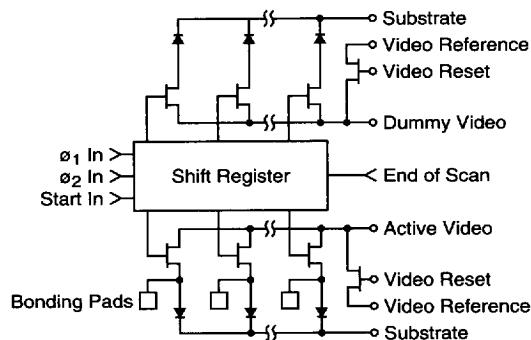 Substrate
Video Reference
Video Reset
Dummy Video
ø1 In
ø2 In
Start In
Shift Register
End of Scan
Active Video
Video Reset
Bonding Pads
Video Reference
Substrate